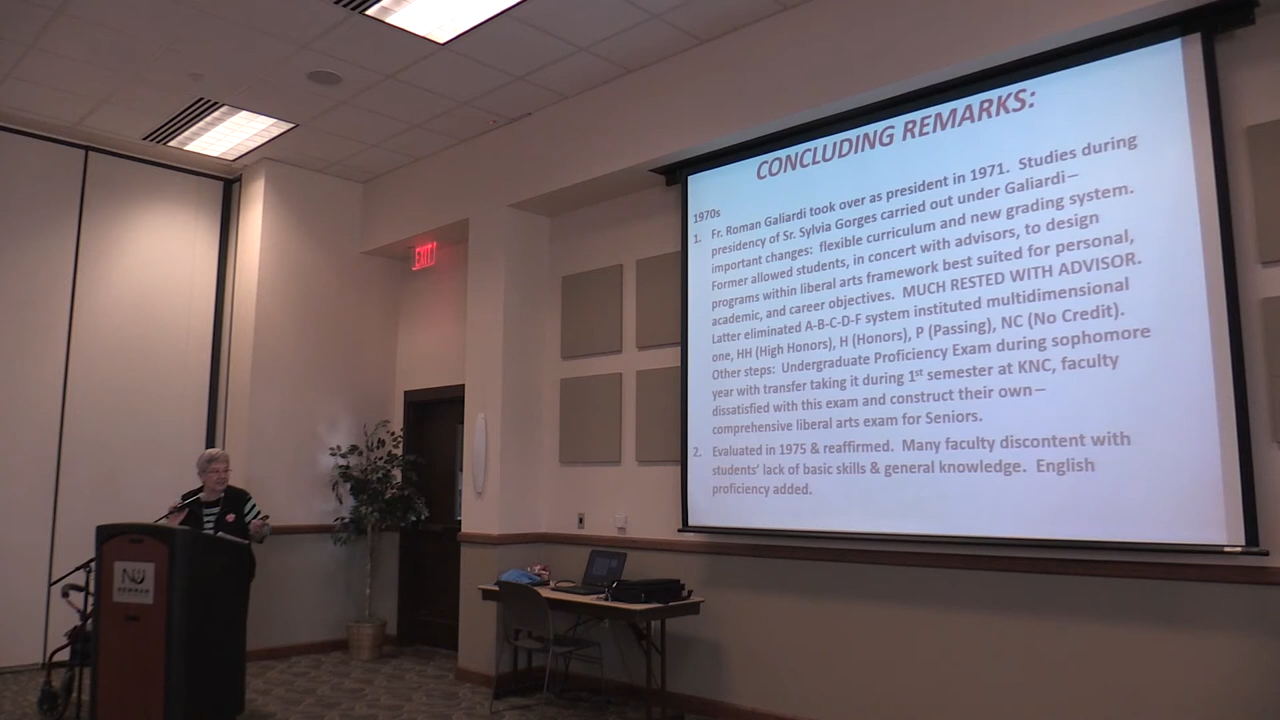 CONCLUDING REMARKS:
1970s
1. Fr. Roman Galiardi took over as president in 1971. Studies during
presidency of Sr. Sylvia Gorges carried out under Galiardi—
important changes: flexible curriculum and new grading system.
Former allowed students, in concert with advisors, to design
programs within liberal arts framework best suited for personal,
academic, and career objectives. MUCH RESTED WITH ADVISOR.
Latter eliminated A-B-C-D-F system instituted multidimensional
one, HH (High Honors), H (Honors), P (Passing), NC (No Credit).
Other steps: Undergraduate Proficiency Exam during sophomore
year with transfer taking it during 1st semester at KNC, faculty
dissatisfied with this exam and construct their own—
comprehensive liberal arts exam for Seniors.
2. Evaluated in 1975 & reaffirmed. Many faculty discontent with
students' lack of basic skills & general knowledge. English
proficiency added.
EXIT
NU
NEWMAN